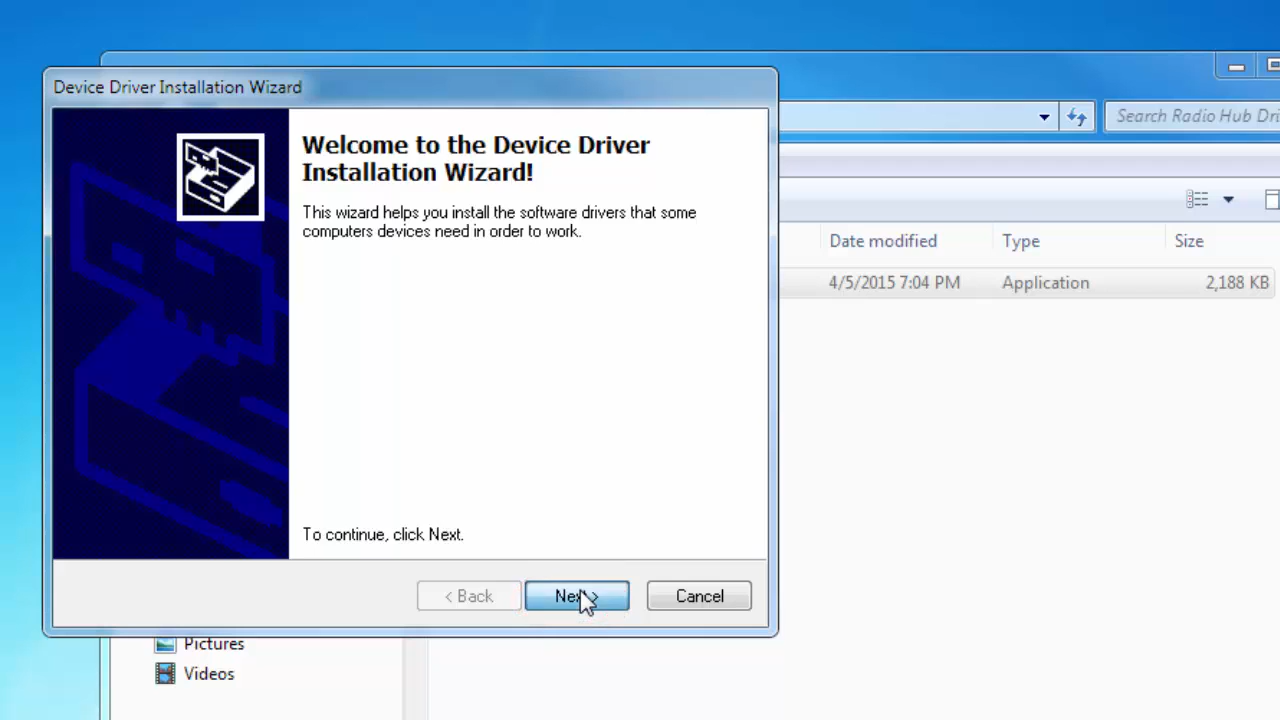 Device Driver Installation Wizard
Search Radio Hub Dri
Welcome to the Device Driver
Installation Wizard!
This wizard helps you install the software drivers that some
computers devices need in order to work.
Date modified Type Size
4/5/2015 7:04 PM Application 2,188 KB
To continue, click Next.
< Back Next > Cancel
Pictures
Videos